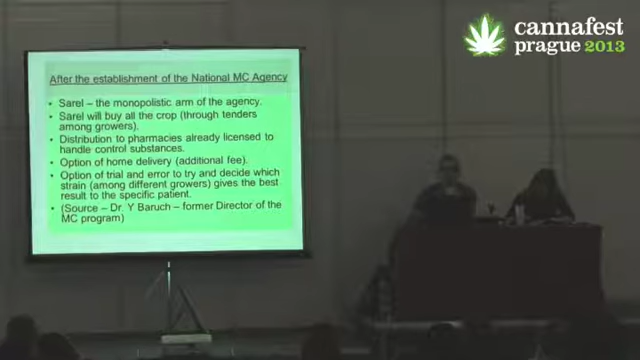 cannafest
prague 2013
After the establishment of the National MC Agency
• Sarel – the monopolistic arm of the agency.
• Sarel will buy all the crop (through tenders
among growers).
• Distribution to pharmacies already licensed to
handle control substances.
• Option of home delivery (additional fee).
• Option of trial and error to try and decide which
strain (among different growers) gives the best
result to the specific patient.
• (Source – Dr. Y Baruch – former Director of the
MC program)